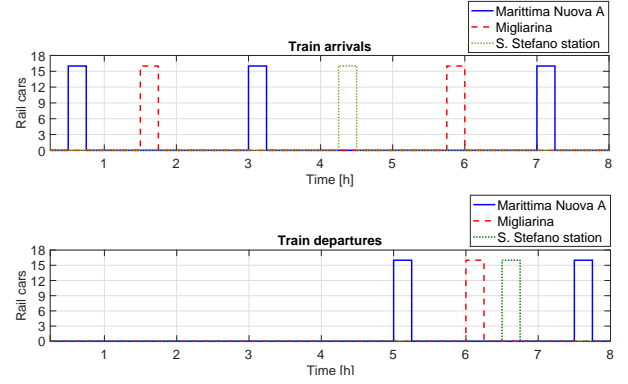 Marittima Nuova A
Migliarina
S. Stefano station
Train arrivals
Rail cars
18
15
12
9
6
3
0
1 2 3 4 5 6 7 8
Time [h]
Marittima Nuova A
Migliarina
S. Stefano station
Train departures
Rail cars
18
15
12
9
6
3
0
1 2 3 4 5 6 7 8
Time [h]